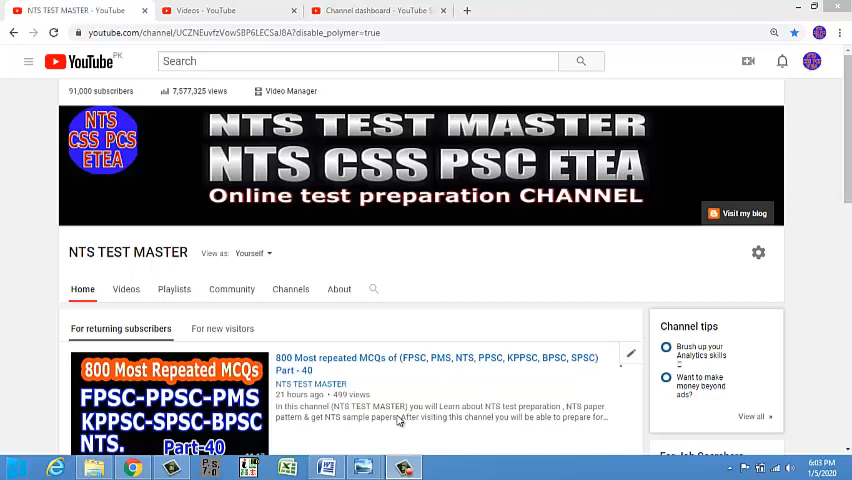 NTS TEST MASTER - YouTube
Videos - YouTube
Channel dashboard - YouTube S
youtube.com/channel/UCZNEuvfzVowSBP6LECSaJ8A?disable_polymer=true
YouTube PK
Search
91,000 subscribers
7,577,325 views
Video Manager
NTS
CSS PCS
ETEA
NTS TEST MASTER
NTS CSS PSC ETEA
Online test preparation CHANNEL
Visit my blog
NTS TEST MASTER
View as: Yourself
Home
Videos
Playlists
Community
Channels
About
For returning subscribers
For new visitors
800 Most Repeated MCQs
FPSC-PPSC-PMS
KPPSC-SPSC-BPSC
NTS.
Part-40
800 Most repeated MCQs of (FPSC, PMS, NTS, PPSC, KPPSC, BPSC, SPSC)
Part - 40
NTS TEST MASTER
21 hours ago • 499 views
In this channel (NTS TEST MASTER) you will Learn about NTS test preparation , NTS paper
pattern & get NTS sample papers. After visiting this channel you will be able to prepare for...
Channel tips
Brush up your
Analytics skills
Want to make
money beyond
ads?
View all »
6:03 PM
1/5/2020